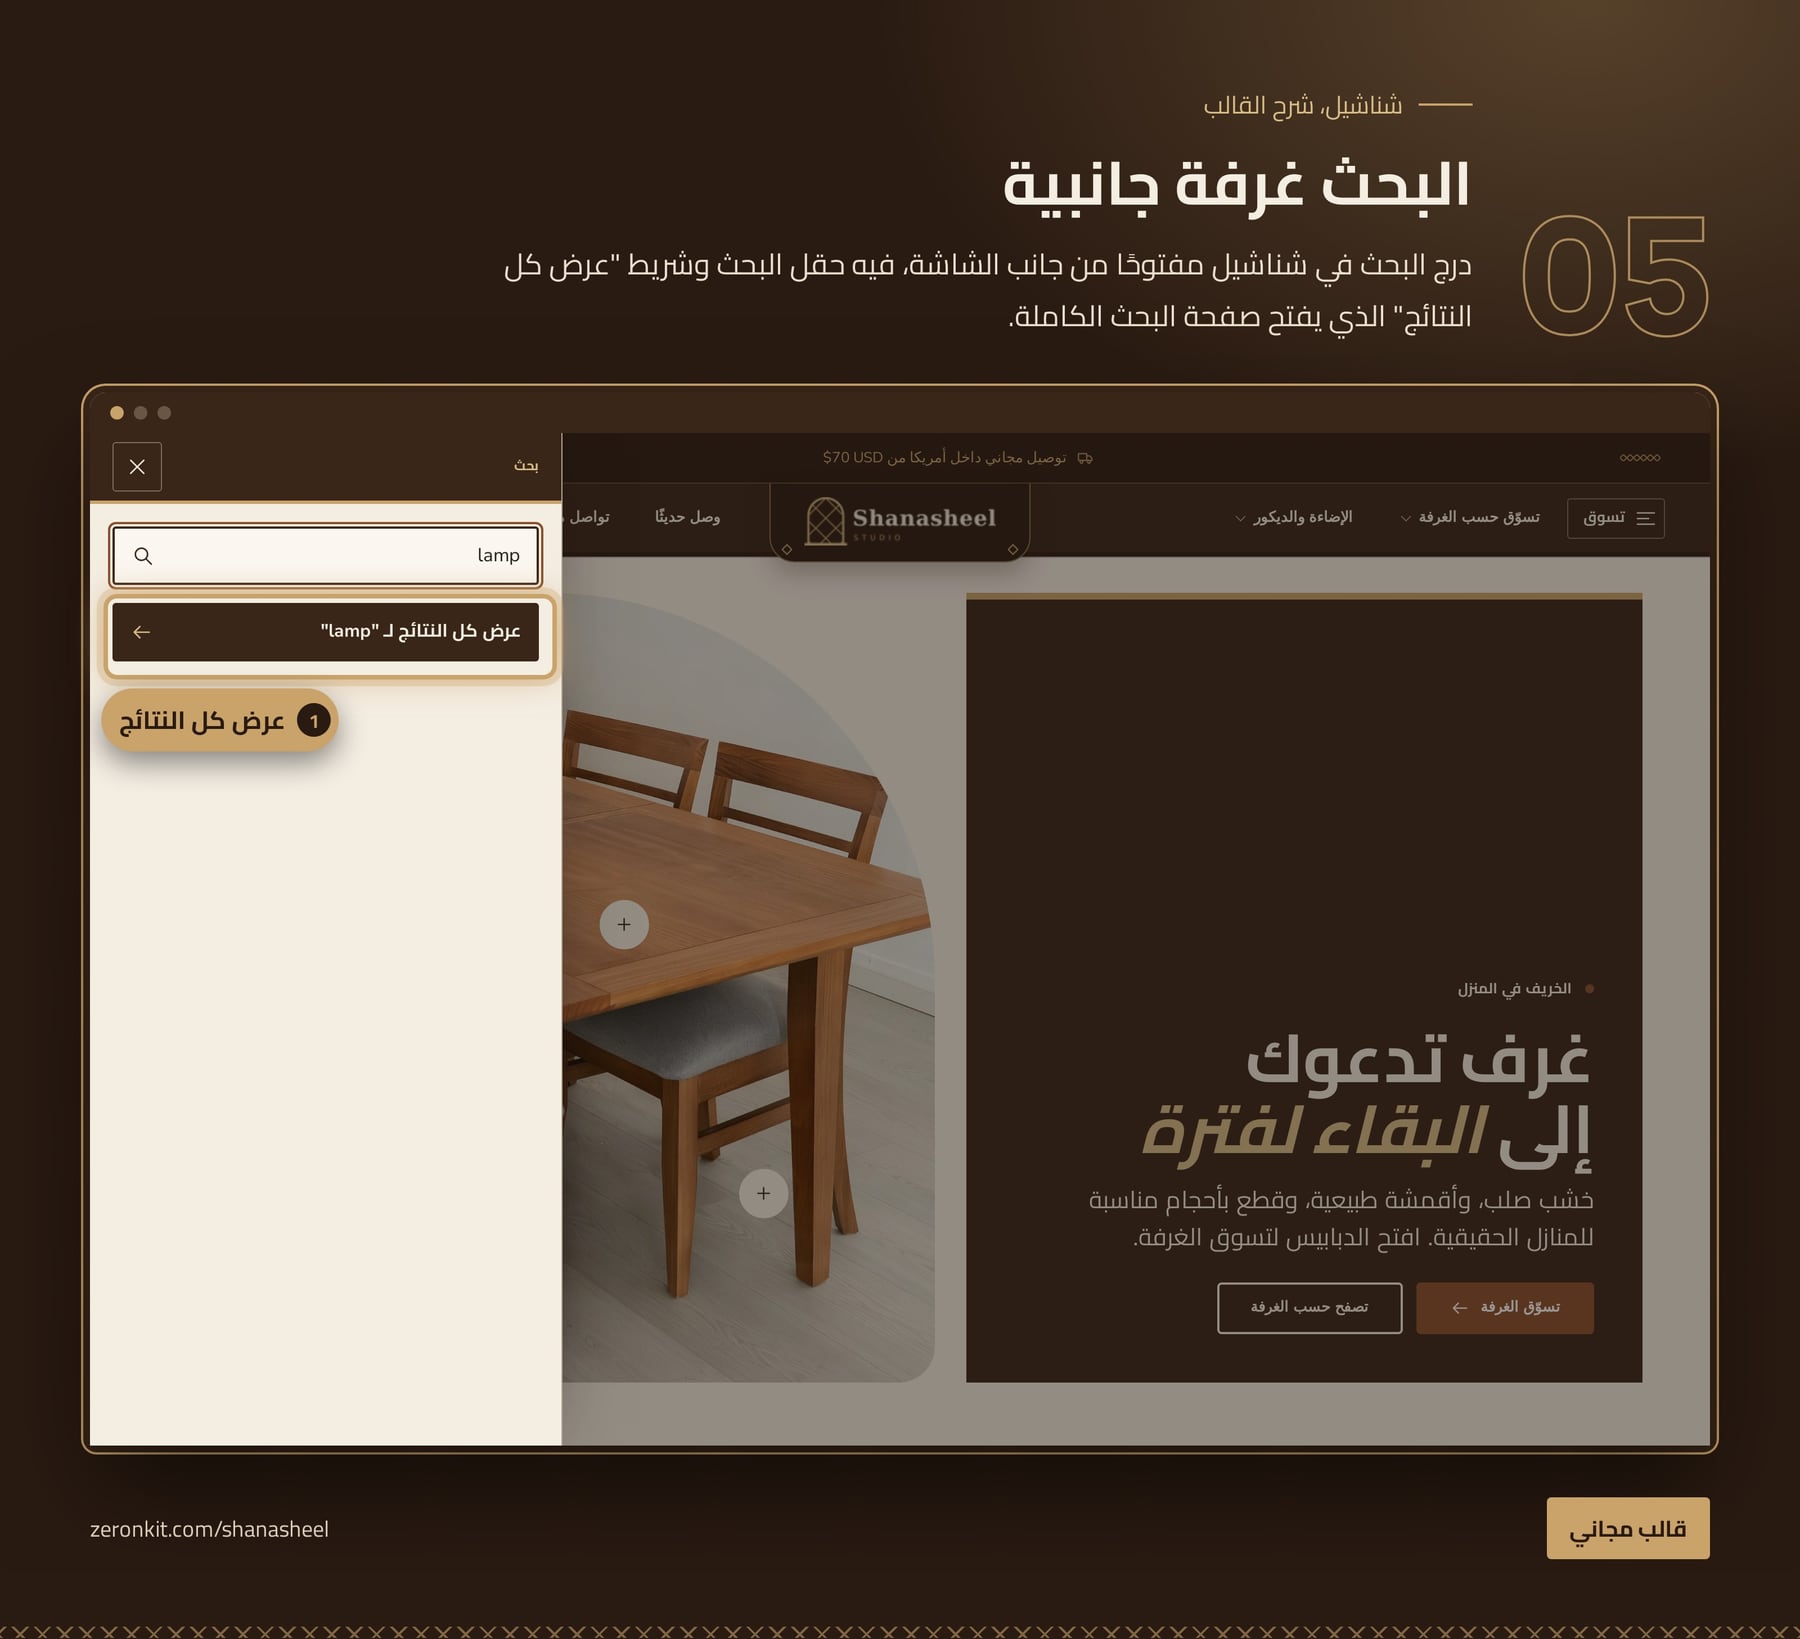 شناشيل، شرح القالب
البحث غرفة جانبية
05
درج البحث في شناشيل مفتوحًا من جانب الشاشة، فيه حقل البحث وشريط "عرض كل
النتائج" الذي يفتح صفحة البحث الكاملة.
توصيل مجاني داخل أمريكا من 70 USD$
تسوق
تسوّق حسب الغرفة
الإضاءة والديكور
Shanasheel
STUDIO
وصل حديثًا
تواصل
بحث
lamp
عرض كل النتائج لـ "lamp"
1 عرض كل النتائج
الخريف في المنزل
غرف تدعوك
إلى البقاء لفترة
خشب صلب، وأقمشة طبيعية، وقطع بأحجام مناسبة
للمنازل الحقيقية. افتح الدبابيس لتسوق الغرفة.
تسوّق الغرفة
تصفح حسب الغرفة
قالب مجاني
zeronkit.com/shanasheel